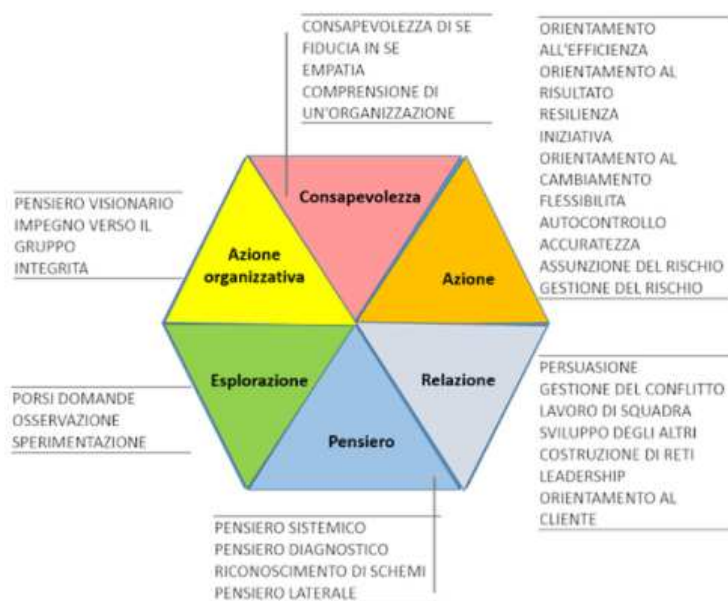 CONSAPEVOLEZZA DI SE
FIDUCIA IN SE
EMPATIA
COMPRENSIONE DI
UN'ORGANIZZAZIONE
ORIENTAMENTO
ALL'EFFICIENZA
ORIENTAMENTO AL
RISULTATO
RESILIENZA
INIZIATIVA
ORIENTAMENTO AL
CAMBIAMENTO
FLESSIBILITA
AUTOCONTROLLO
ACCURATEZZA
ASSUNZIONE DEL RISCHIO
GESTIONE DEL RISCHIO
PENSIERO VISIONARIO
IMPEGNO VERSO IL
GRUPPO
INTEGRITA
Consapevolezza
Azione
organizzativa
Azione
Esplorazione
Relazione
Pensiero
PORSI DOMANDE
OSSERVAZIONE
SPERIMENTAZIONE
PERSUASIONE
GESTIONE DEL CONFLITTO
LAVORO DI SQUADRA
SVILUPPO DEGLI ALTRI
COSTRUZIONE DI RETI
LEADERSHIP
ORIENTAMENTO AL
CLIENTE
PENSIERO SISTEMICO
PENSIERO DIAGNOSTICO
RICONOSCIMENTO DI SCHEMI
PENSIERO LATERALE